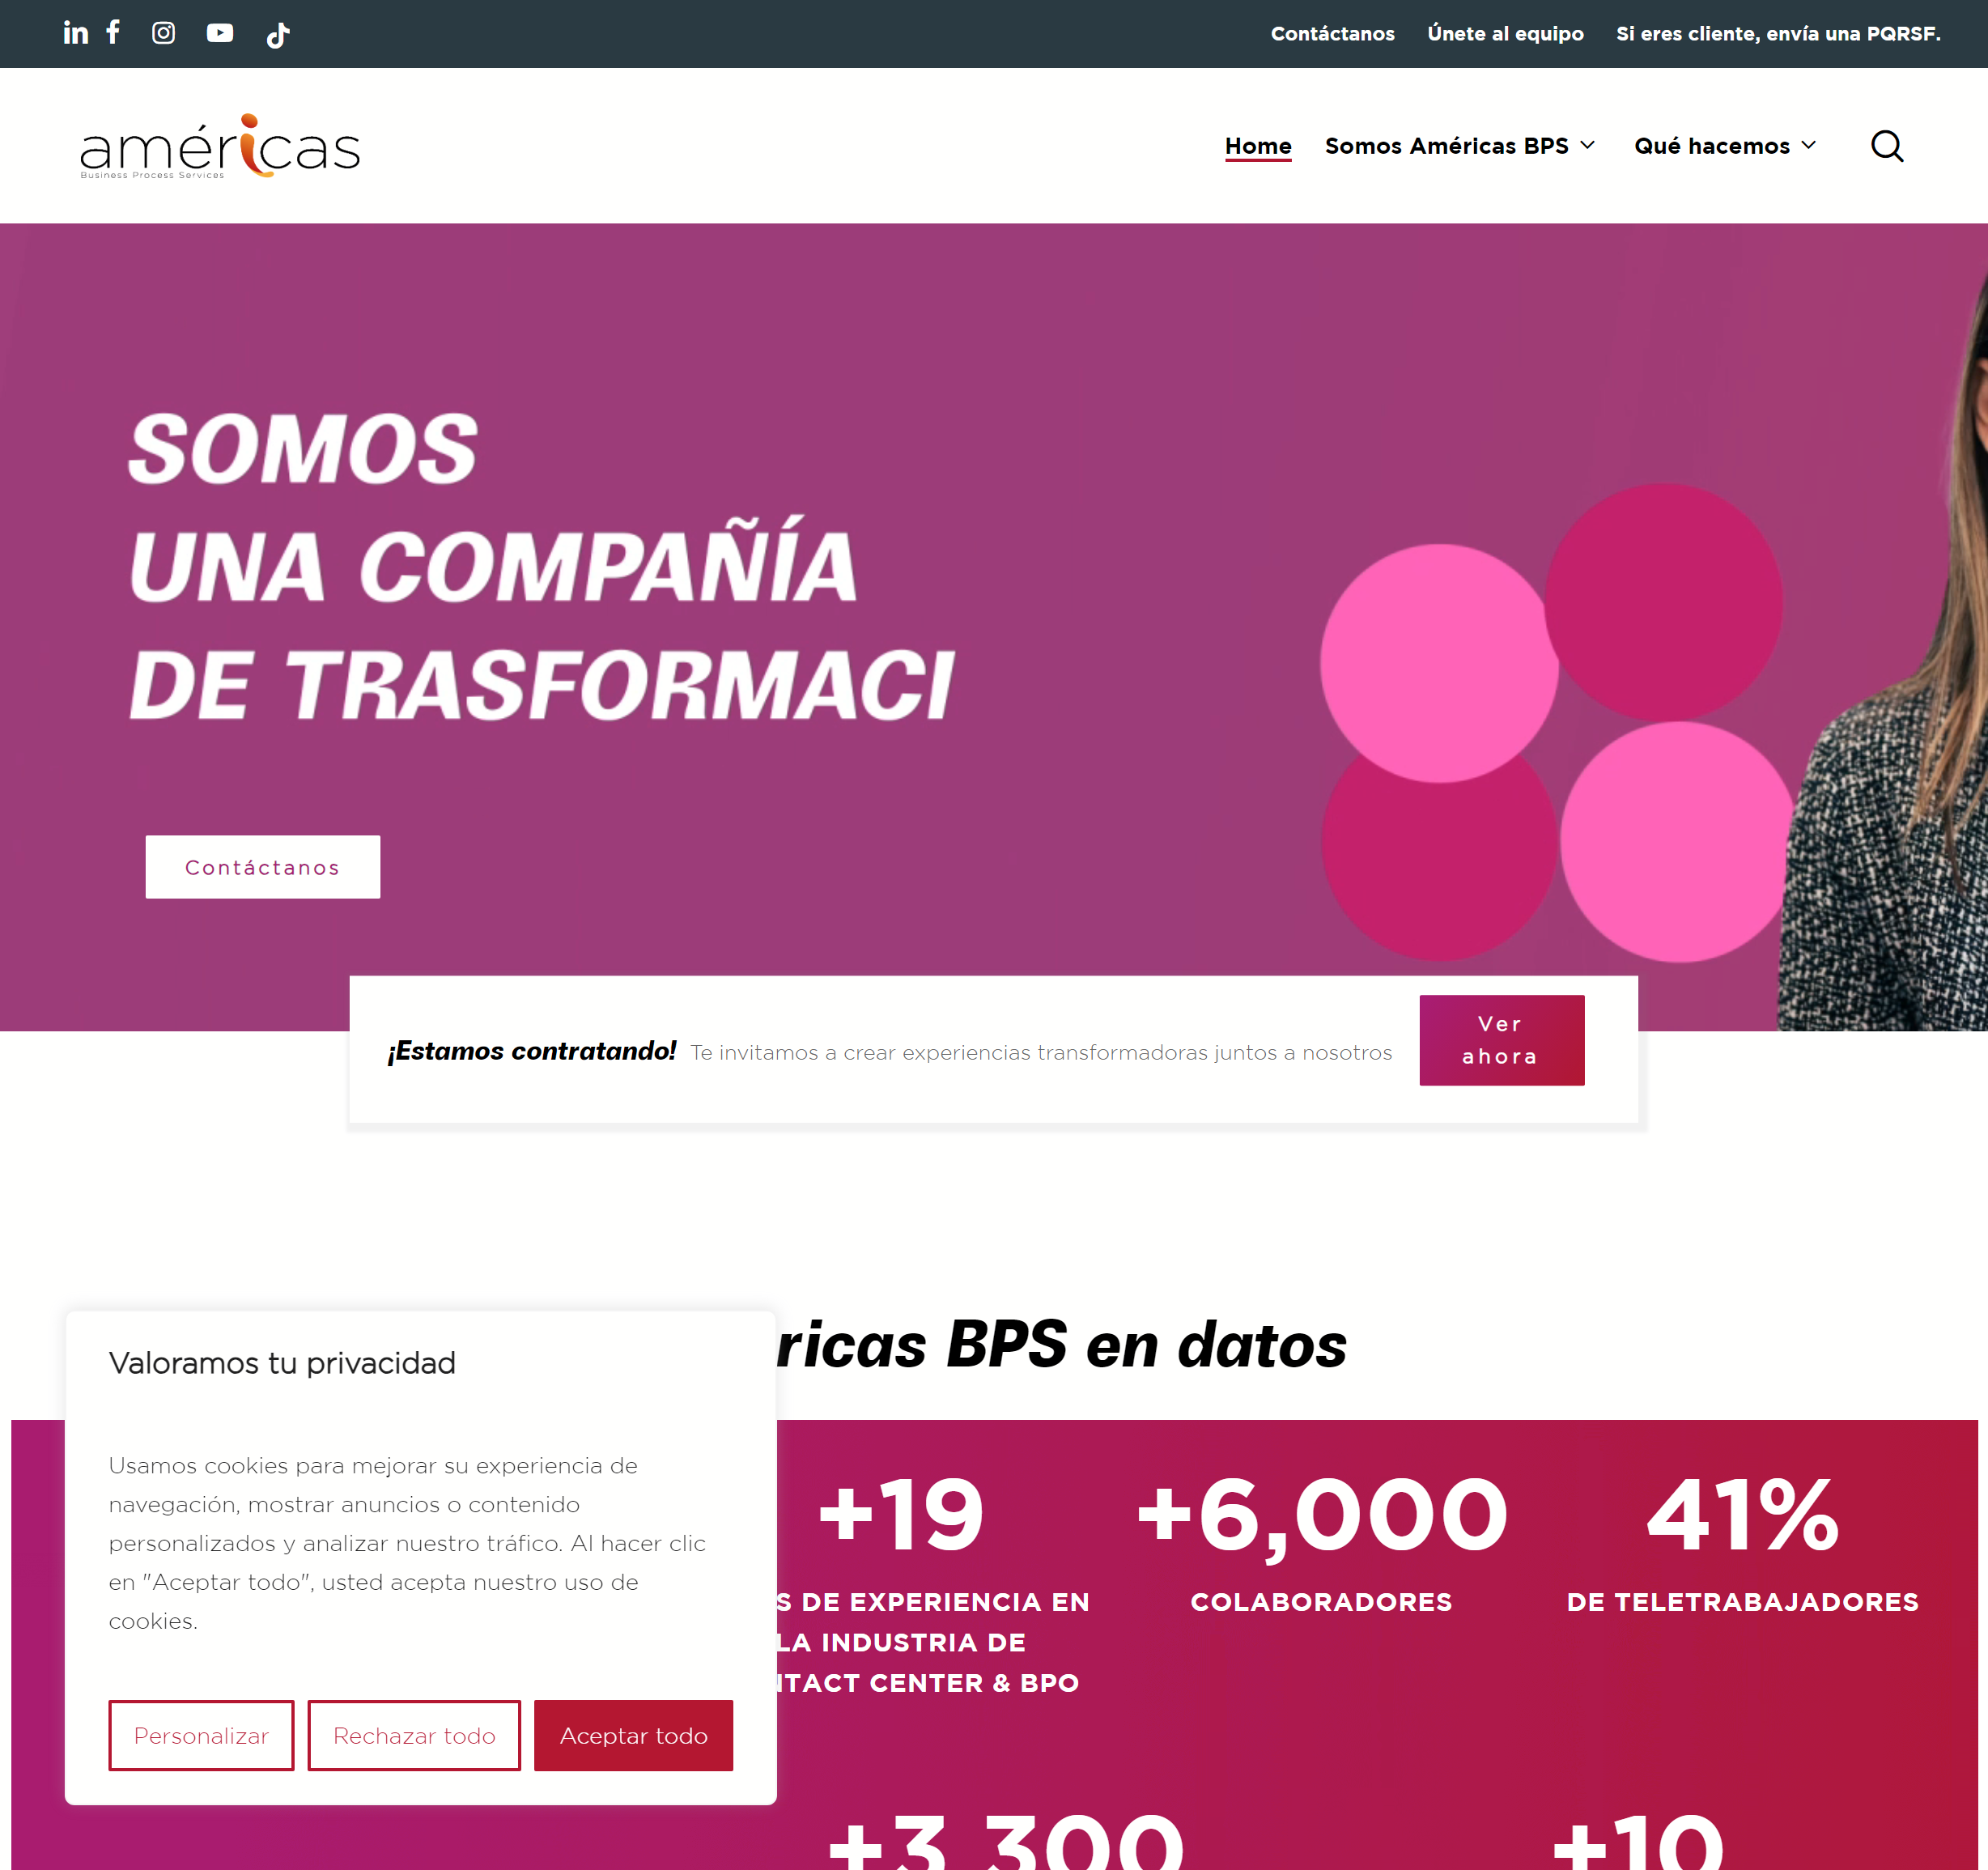 Contáctanos Únete al equipo Si eres cliente, envía una PQRSF.
américas
Business Process Services
Home Somos Américas BPS Qué hacemos
SOMOS
UNA COMPAÑÍA
DE TRASFORMACI
Contáctanos
¡Estamos contratando! Te invitamos a crear experiencias transformadoras juntos a nosotros
Ver
ahora
ricas BPS en datos
Valoramos tu privacidad
Usamos cookies para mejorar su experiencia de
navegación, mostrar anuncios o contenido
personalizados y analizar nuestro tráfico. Al hacer clic
en "Aceptar todo", usted acepta nuestro uso de
cookies.
Personalizar Rechazar todo Aceptar todo
+19
S DE EXPERIENCIA EN
LA INDUSTRIA DE
NTACT CENTER & BPO
+6,000
COLABORADORES
41%
DE TELETRABAJADORES
+3,300
+10